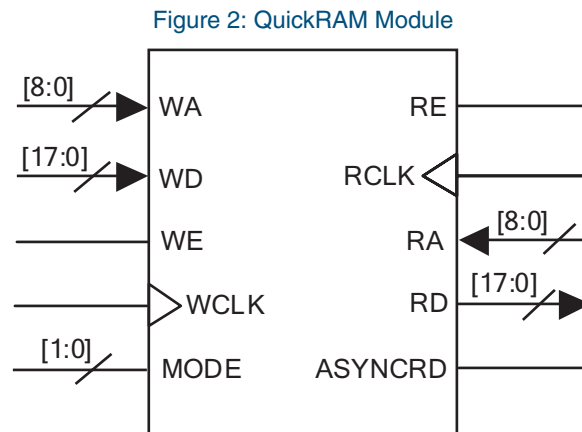 Figure 2: QuickRAM Module
[8:0]
WA
RE
[17:0]
WD
RCLK
WE
RA
[8:0]
WCLK
RD
[17:0]
[1:0]
MODE
ASYNCRD